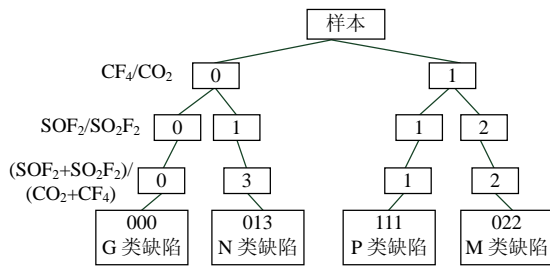 样本
CF₄/CO₂
0
1
SOF₂/SO₂F₂
0
1
1
2
(SOF₂+SO₂F₂)/
(CO₂+CF₄)
0
3
1
2
000
G 类缺陷
013
N 类缺陷
111
P 类缺陷
022
M 类缺陷